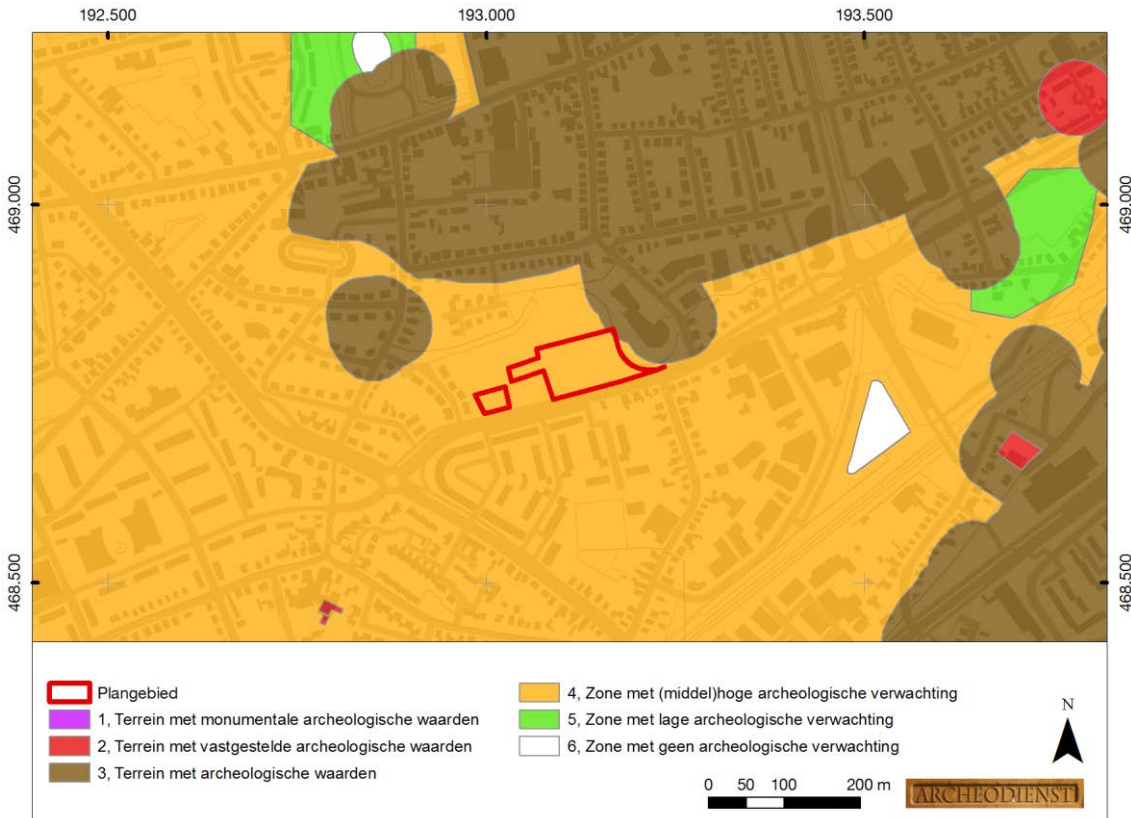 192.500 193.000 193.500
469.000 469.000
468.500 468.500
Plangebied
1, Terrein met monumentale archeologische waarden
2, Terrein met vastgestelde archeologische waarden
3, Terrein met archeologische waarden
4, Zone met (middel)hoge archeologische verwachting
5, Zone met lage archeologische verwachting
6, Zone met geen archeologische verwachting
N
0 50 100 200 m
ARCHEODIENST